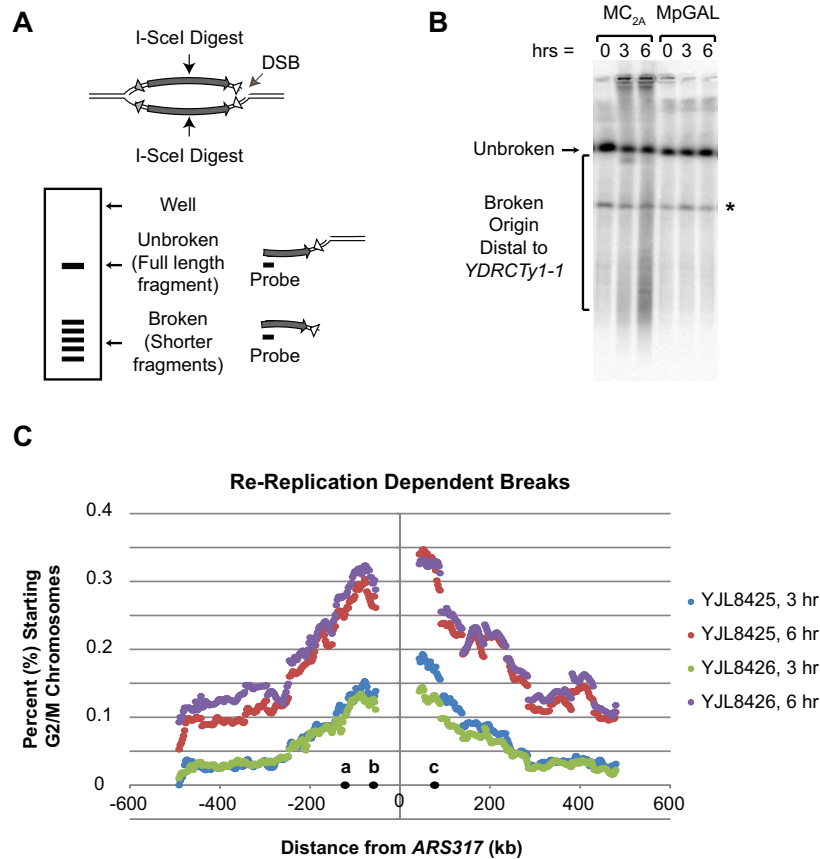 A
I-SceI Digest
DSB
I-SceI Digest
Well
Unbroken
(Full length
fragment)
Probe
Broken
(Shorter
fragments)
Probe
B
MC2A MpGAL
hrs = 0 3 6 0 3 6
Unbroken
Broken
Origin
Distal to
YDRCTy1-1
*
C
Re-Replication Dependent Breaks
Percent (%) Starting
G2/M Chromosomes
0.4
0.3
0.2
0.1
0
a b c
-600 -400 -200 0 200 400 600
Distance from ARS317 (kb)
YJL8425, 3 hr
YJL8425, 6 hr
YJL8426, 3 hr
YJL8426, 6 hr